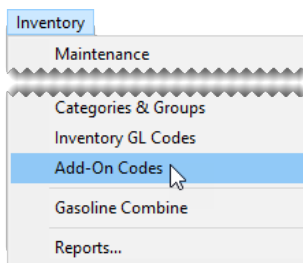 Inventory
Maintenance
Categories & Groups
Inventory GL Codes
Add-On Codes
Gasoline Combine
Reports...